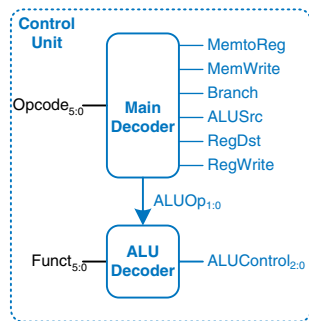 Control
Unit
Opcode5:0
Main
Decoder
MemtoReg
MemWrite
Branch
ALUSrc
RegDst
RegWrite
ALUOp1:0
Funct5:0
ALU
Decoder
ALUControl2:0